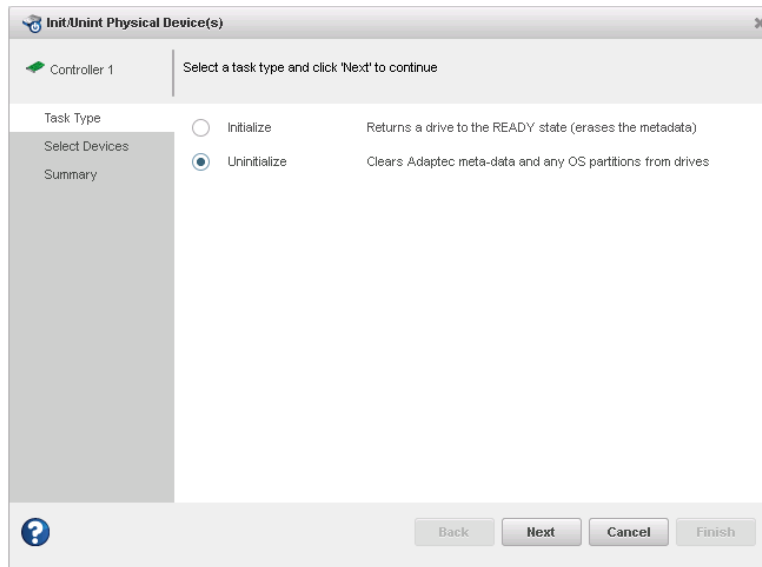 Init/Unint Physical Device(s)
Controller 1
Select a task type and click 'Next' to continue
Task Type
Select Devices
Summary
Initialize Returns a drive to the READY state (erases the metadata)
Uninitialize Clears Adaptec meta-data and any OS partitions from drives
? Back Next Cancel Finish